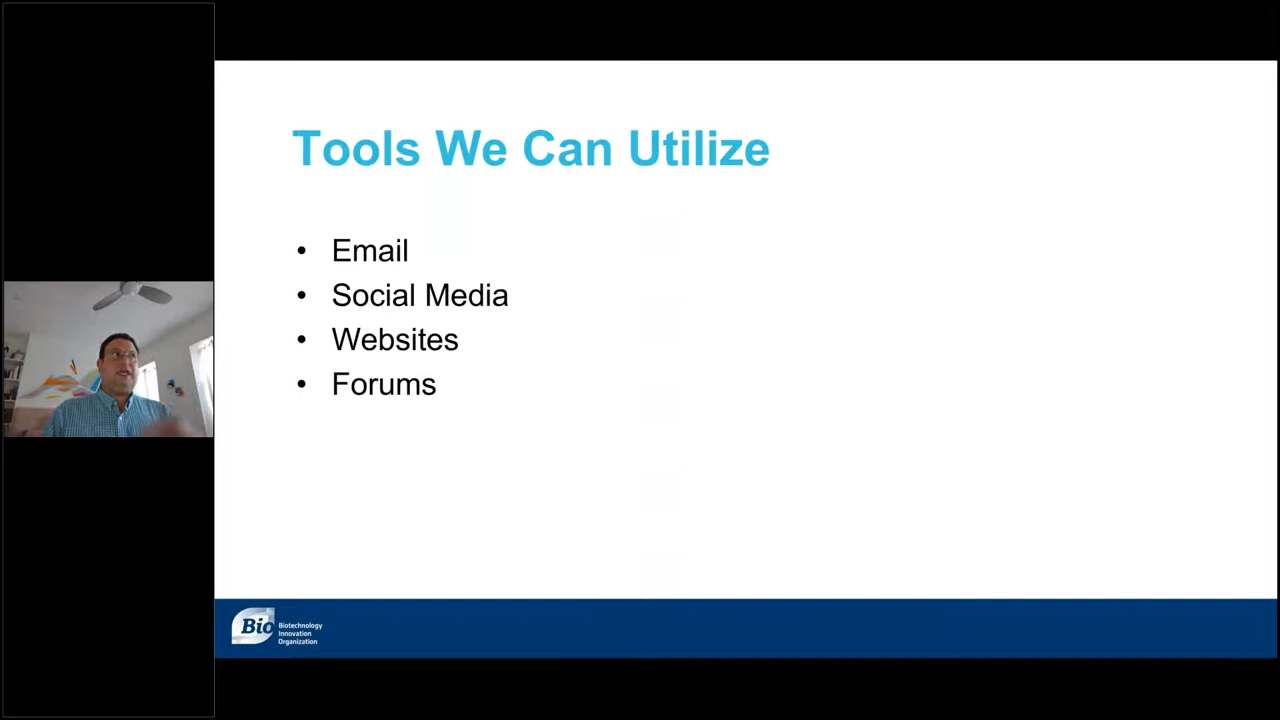 Tools We Can Utilize
• Email
• Social Media
• Websites
• Forums
Bio
Biotechnology
Innovation
Organization